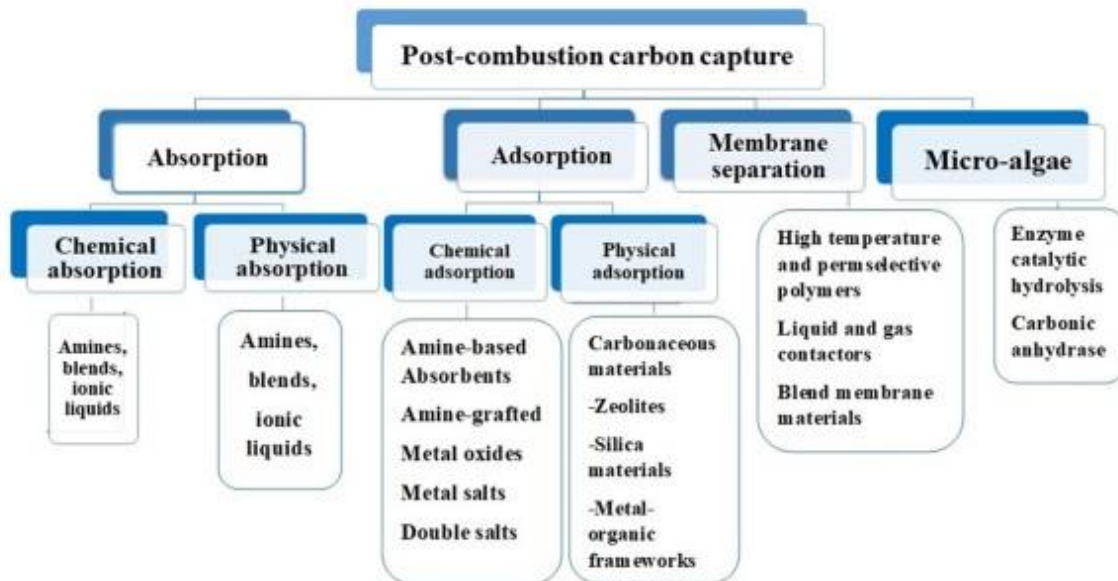 Post-combustion carbon capture
Absorption
Adsorption
Membrane
separation
Micro-algae
Chemical
absorption
Physical
absorption
Chemical
adsorption
Physical
adsorption
Amines,
blends,
ionic
liquids
Amines,
blends,
ionic
liquids
Amine-based
Absorbents
Amine-grafted
Metal oxides
Metal salts
Double salts
Carbonaceous
materials
-Zeolites
-Silica
materials
-Metal-
organic
frameworks
High temperature
and permselective
polymers
Liquid and gas
contactors
Blend membrane
materials
Enzyme
catalytic
hydrolysis
Carbonic
anhydrase